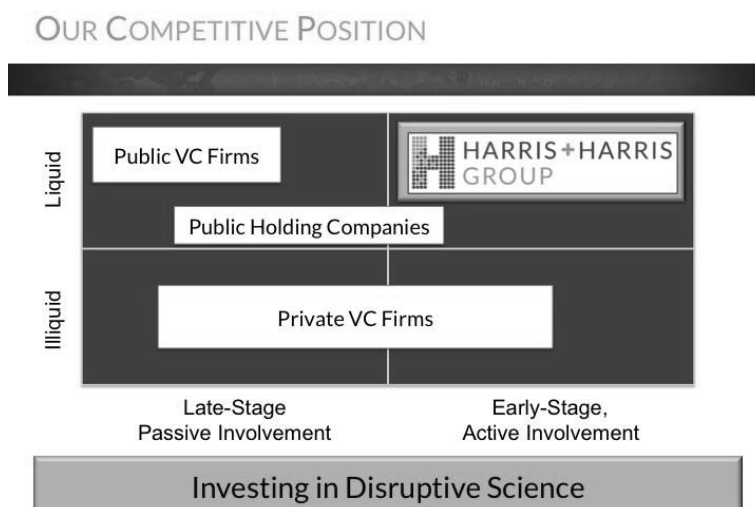 OUR COMPETITIVE POSITION
Liquid
Public VC Firms
HARRIS+HARRIS
GROUP
Public Holding Companies
Illiquid
Private VC Firms
Late-Stage
Passive Involvement
Early-Stage,
Active Involvement
Investing in Disruptive Science